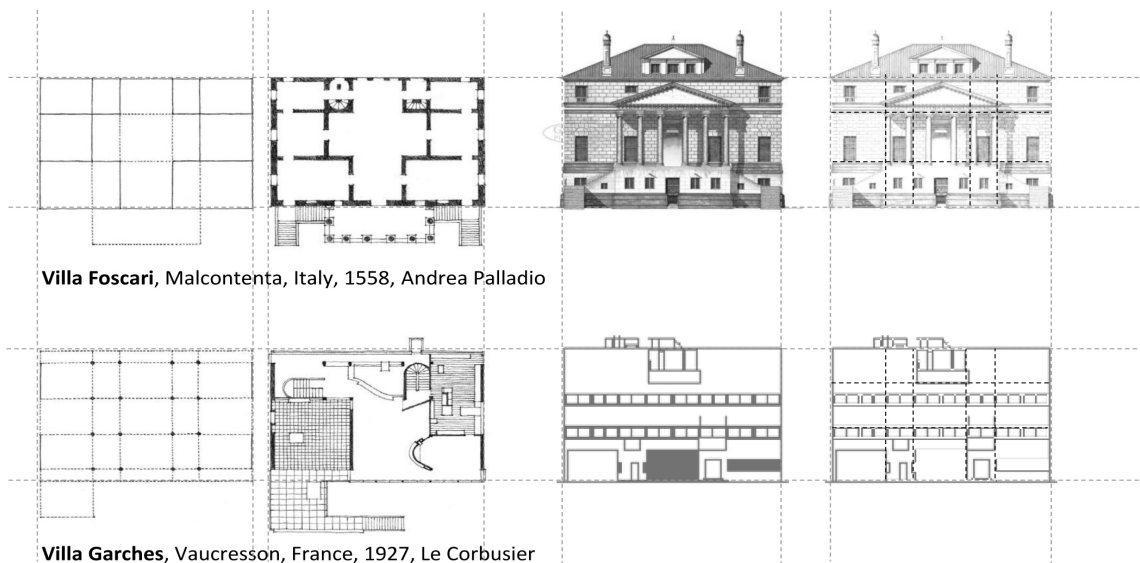 Villa Foscari, Malcontenta, Italy, 1558, Andrea Palladio
Villa Garches, Vaucresson, France, 1927, Le Corbusier